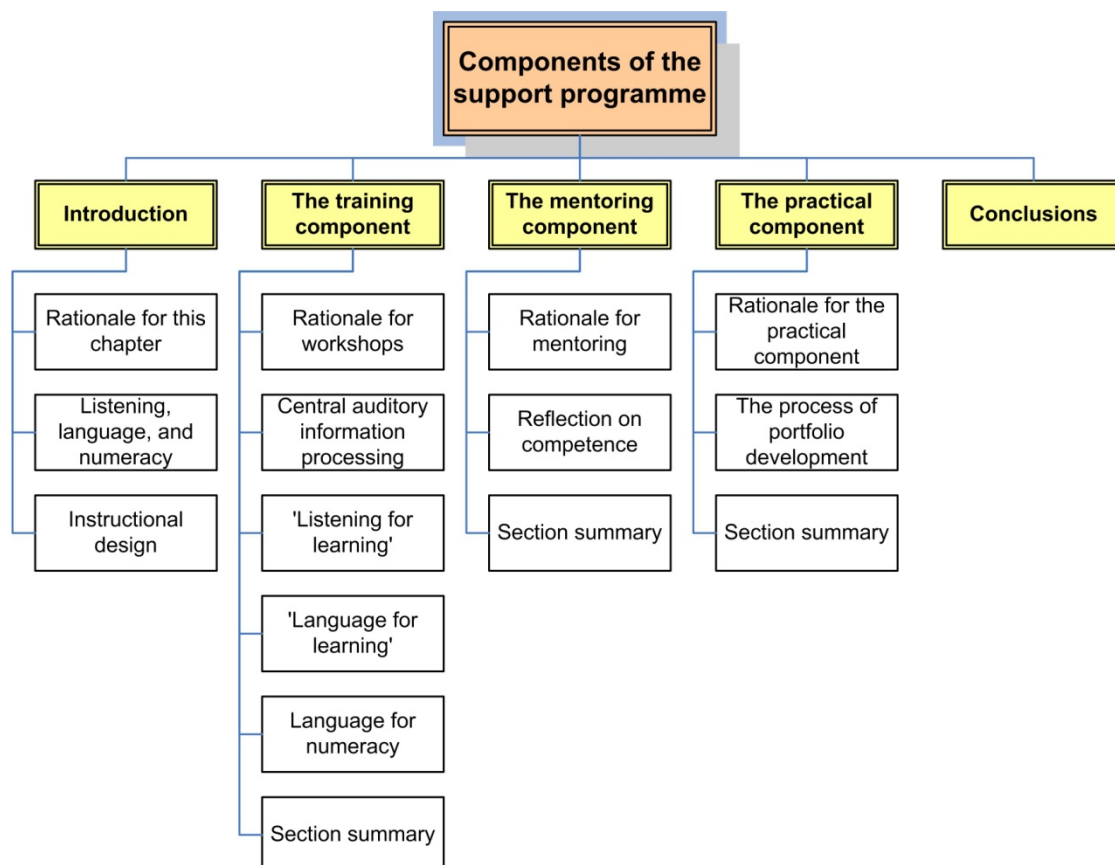 Components of the
support programme
Introduction
The training
component
The mentoring
component
The practical
component
Conclusions
Rationale for this
chapter
Listening,
language, and
numeracy
Instructional
design
Rationale for
workshops
Central auditory
information
processing
'Listening for
learning'
'Language for
learning'
Language for
numeracy
Section summary
Rationale for
mentoring
Reflection on
competence
Section summary
Rationale for the
practical
component
The process of
portfolio
development
Section summary